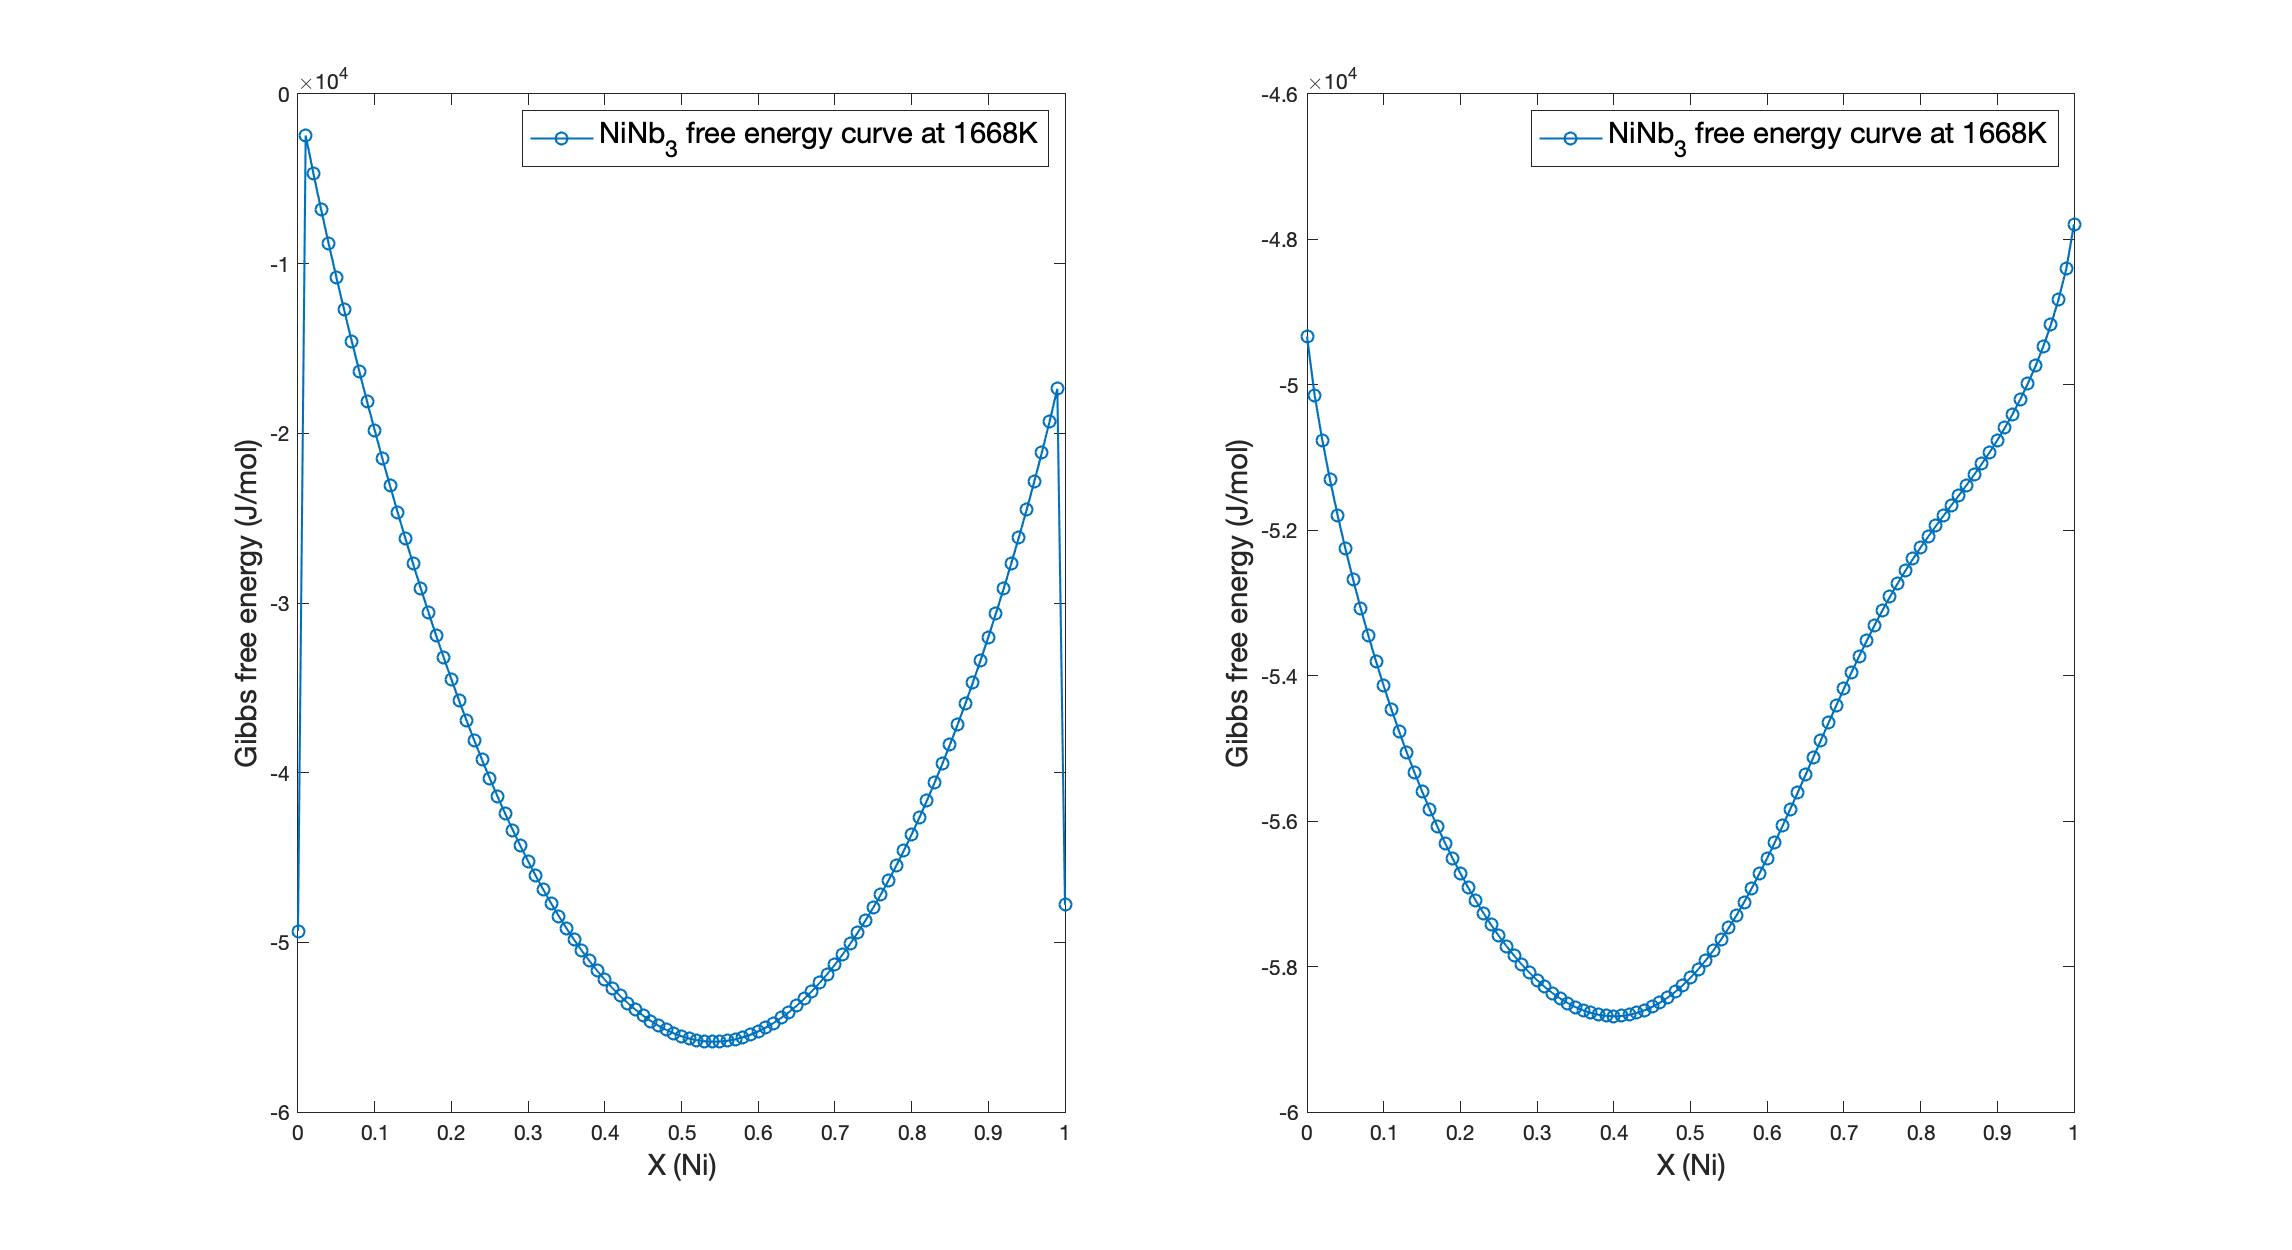 ×10⁴
0
-1
-2
-3
-4
-5
-6
Gibbs free energy (J/mol)
NiNb₃ free energy curve at 1668K
0 0.1 0.2 0.3 0.4 0.5 0.6 0.7 0.8 0.9 1
X (Ni)
×10⁴
-4.6
-4.8
-5
-5.2
-5.4
-5.6
-5.8
-6
Gibbs free energy (J/mol)
NiNb₃ free energy curve at 1668K
0 0.1 0.2 0.3 0.4 0.5 0.6 0.7 0.8 0.9 1
X (Ni)